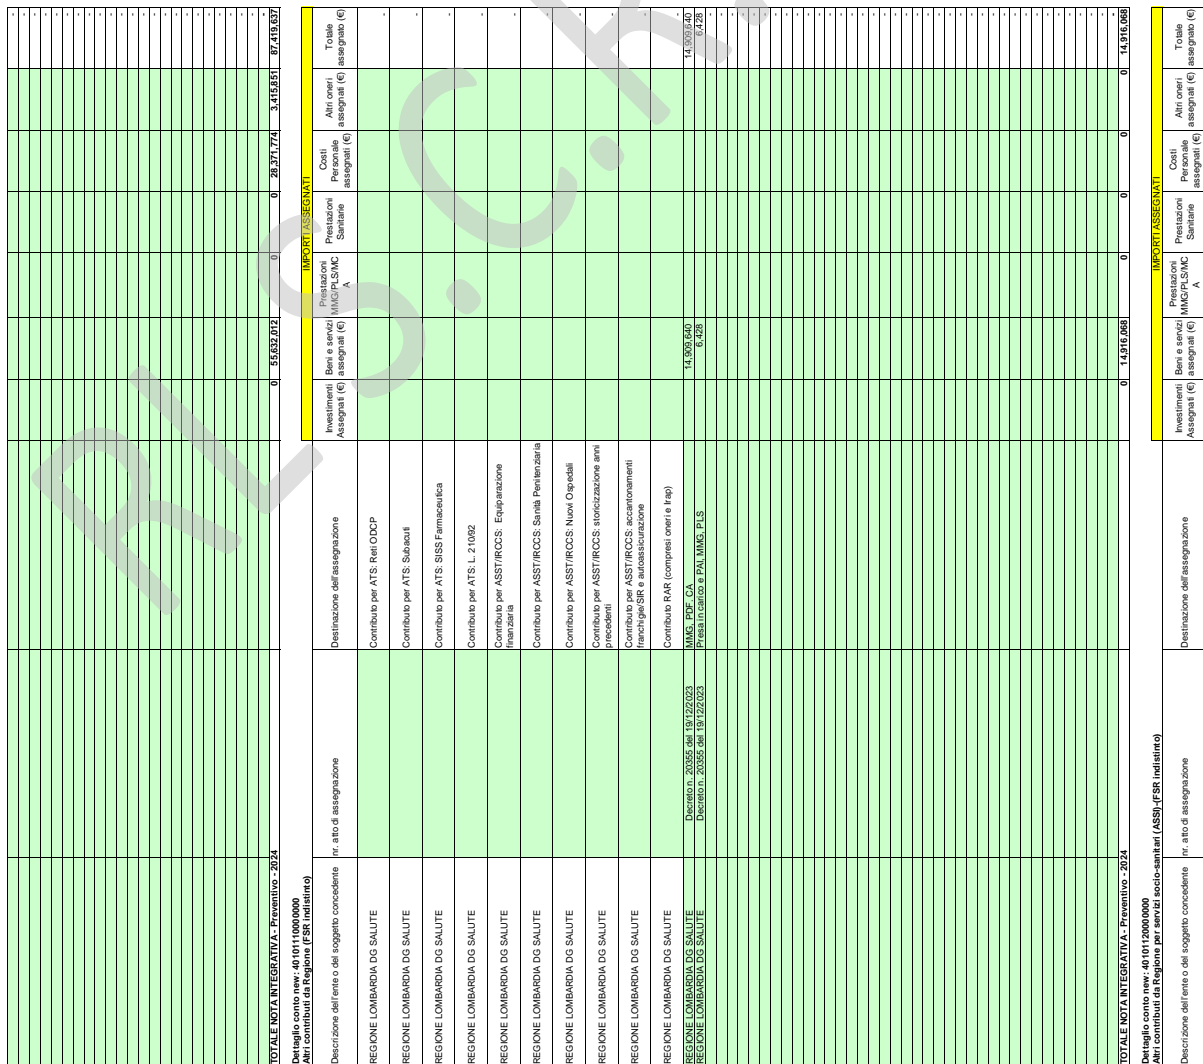 TOTALE NOTA INTEGRATIVA - Preventivo - 2024 0 55,632,012 0 0 28,371,774 3,415,851 87,419,637
Dettaglio conto new: 40101110000000
Altri contributi da Regione (FSR indistinto)
IMPORTI ASSEGNATI
Descrizione dell'ente o del soggetto concedente nr. atto di assegnazione Destinazione dell'assegnazione Investimenti Assegnati (€) Beni e servizi assegnati (€) Prestazioni MMG/PLS/MCA Prestazioni Sanitarie Costi Personale assegnati (€) Altri oneri assegnati (€) Totale assegnato (€)
REGIONE LOMBARDIA DG SALUTE Contributo per ATS: Reti ODCP -
REGIONE LOMBARDIA DG SALUTE Contributo per ATS: Subacuti -
REGIONE LOMBARDIA DG SALUTE Contributo per ATS: SISS Farmaceutica -
REGIONE LOMBARDIA DG SALUTE Contributo per ATS: L. 210/92 -
REGIONE LOMBARDIA DG SALUTE Contributo per ASST/IRCCS: Equiparazione finanziaria -
REGIONE LOMBARDIA DG SALUTE Contributo per ASST/IRCCS: Sanità Penitenziaria -
REGIONE LOMBARDIA DG SALUTE Contributo per ASST/IRCCS: Nuovi Ospedali -
REGIONE LOMBARDIA DG SALUTE Contributo per ASST/IRCCS: storicizzazione anni precedenti -
REGIONE LOMBARDIA DG SALUTE Contributo per ASST/IRCCS: accantonamenti franchigie/SIR e autoassicurazione -
REGIONE LOMBARDIA DG SALUTE Contributo RAR (compresi oneri e Irap) -
REGIONE LOMBARDIA DG SALUTE Decreto n. 20355 del 19/12/2023 MMG, PDF, CA 14,909,640 14,909,640
REGIONE LOMBARDIA DG SALUTE Decreto n. 20355 del 19/12/2023 Presa in carico e PAI, MMG, PLS 6,428 6,428
TOTALE NOTA INTEGRATIVA - Preventivo - 2024 0 14,916,068 0 0 0 0 14,916,068
Dettaglio conto new: 40101120000000
Altri contributi da Regione per servizi socio-sanitari (ASSI)-(FSR indistinto)
IMPORTI ASSEGNATI
Descrizione dell'ente o del soggetto concedente nr. atto di assegnazione Destinazione dell'assegnazione Investimenti Assegnati (€) Beni e servizi assegnati (€) Prestazioni MMG/PLS/MCA Prestazioni Sanitarie Costi Personale assegnati (€) Altri oneri assegnati (€) Totale assegnato (€)
RL S.C.R.